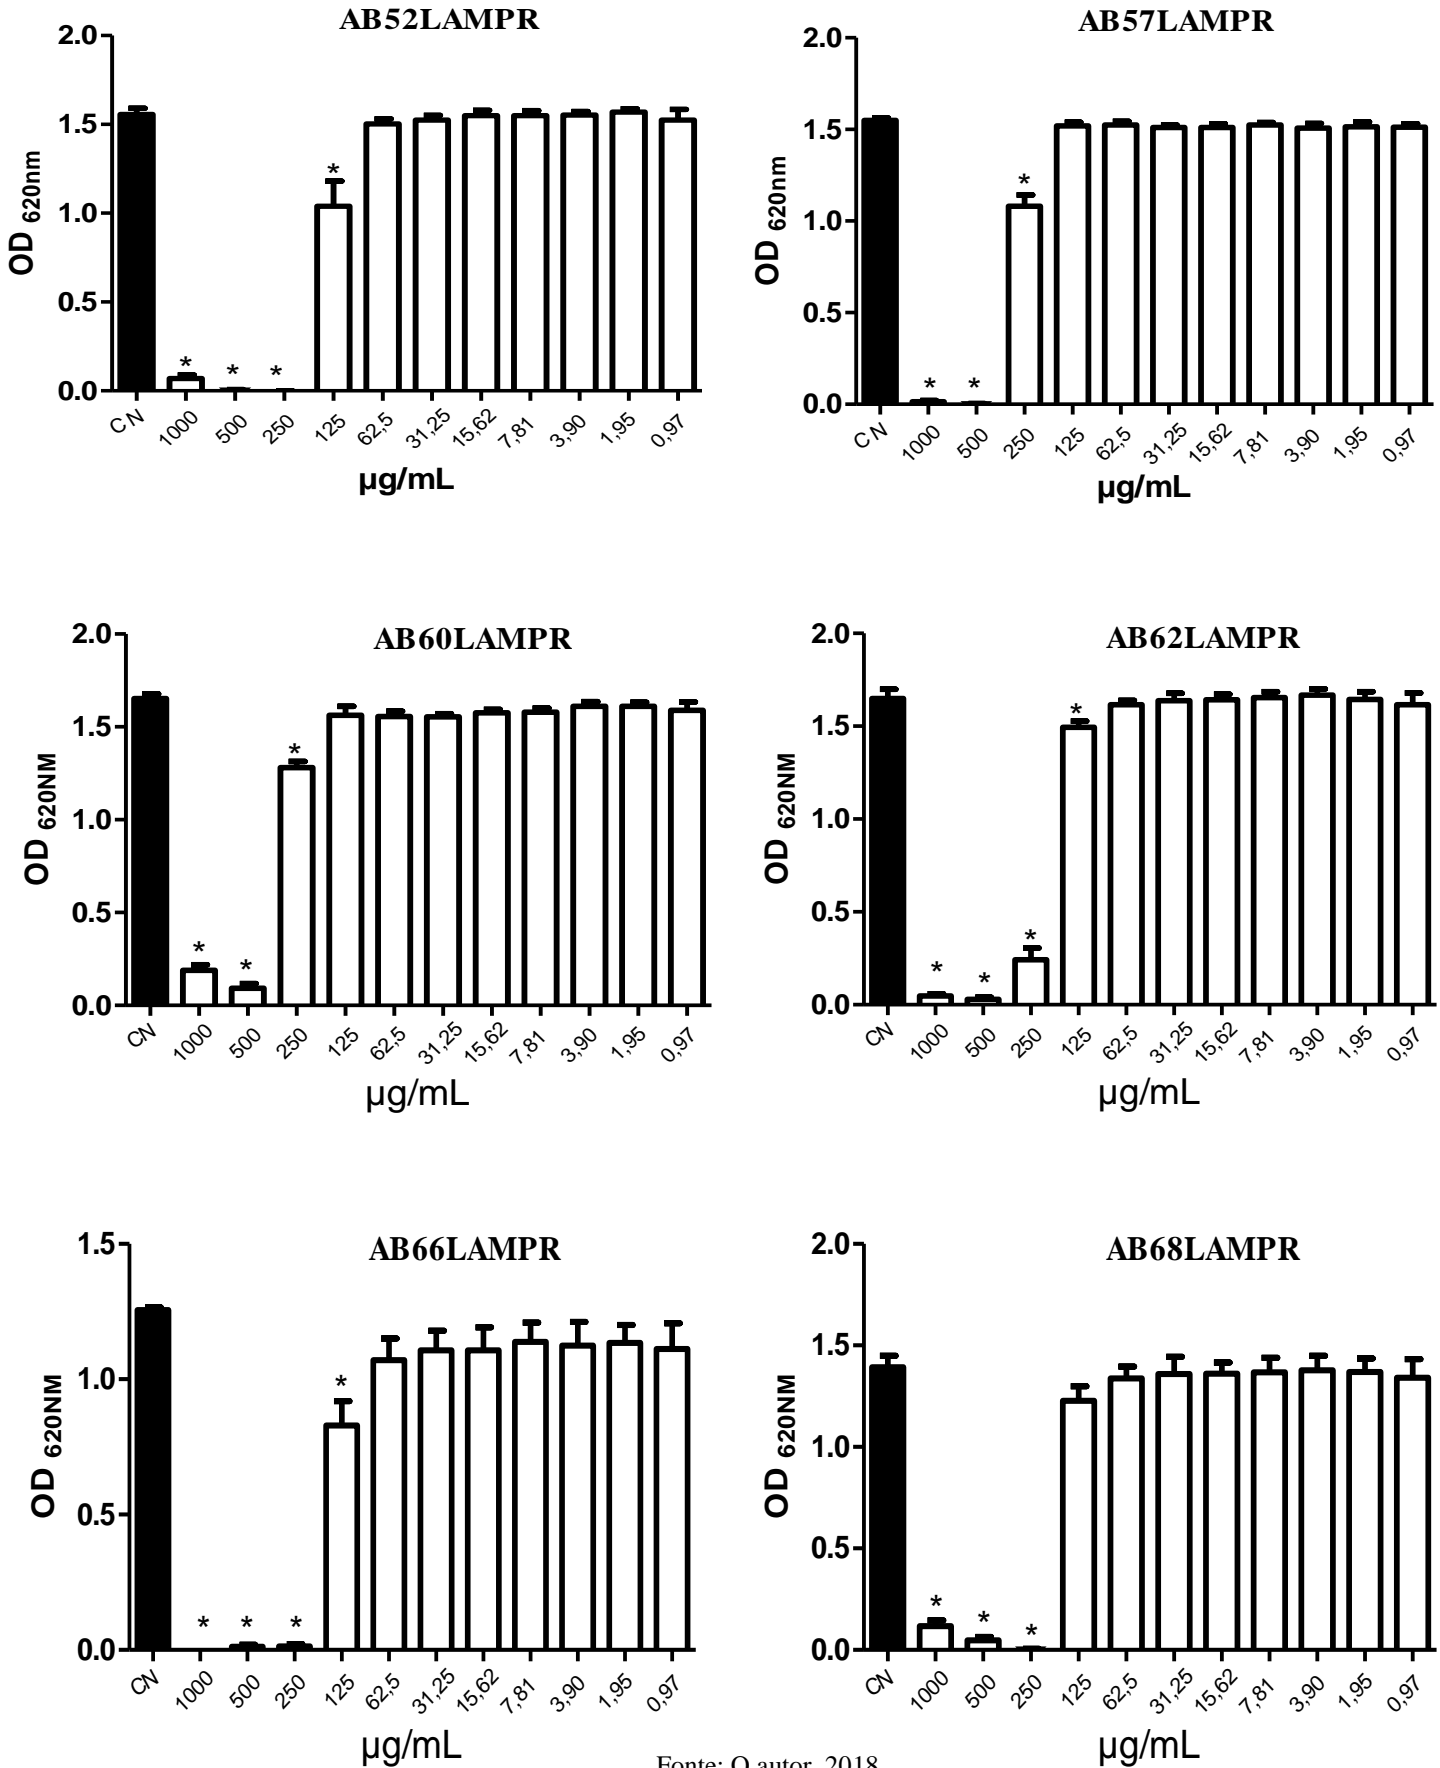 AB52LAMPR
2.0
1.5
1.0
0.5
0.0
OD 620nm
* * * *
C N 1000 500 250 125 62,5 31,25 15,62 7,81 3,90 1,95 0,97
µg/mL
AB57LAMPR
2.0
1.5
1.0
0.5
0.0
OD 620nm
* * *
C N 1000 500 250 125 62,5 31,25 15,62 7,81 3,90 1,95 0,97
µg/mL
AB60LAMPR
2.0
1.5
1.0
0.5
0.0
OD 620NM
* * *
CN 1000 500 250 125 62,5 31,25 15,62 7,81 3,90 1,95 0,97
µg/mL
AB62LAMPR
2.0
1.5
1.0
0.5
0.0
OD 620NM
* * * *
CN 1000 500 250 125 62,5 31,25 15,62 7,81 3,90 1,95 0,97
µg/mL
AB66LAMPR
1.5
1.0
0.5
0.0
OD 620NM
* * * *
CN 1000 500 250 125 62,5 31,25 15,62 7,81 3,90 1,95 0,97
µg/mL
AB68LAMPR
2.0
1.5
1.0
0.5
0.0
OD 620NM
* * *
CN 1000 500 250 125 62,5 31,25 15,62 7,81 3,90 1,95 0,97
µg/mL
Fonte: O autor, 2018